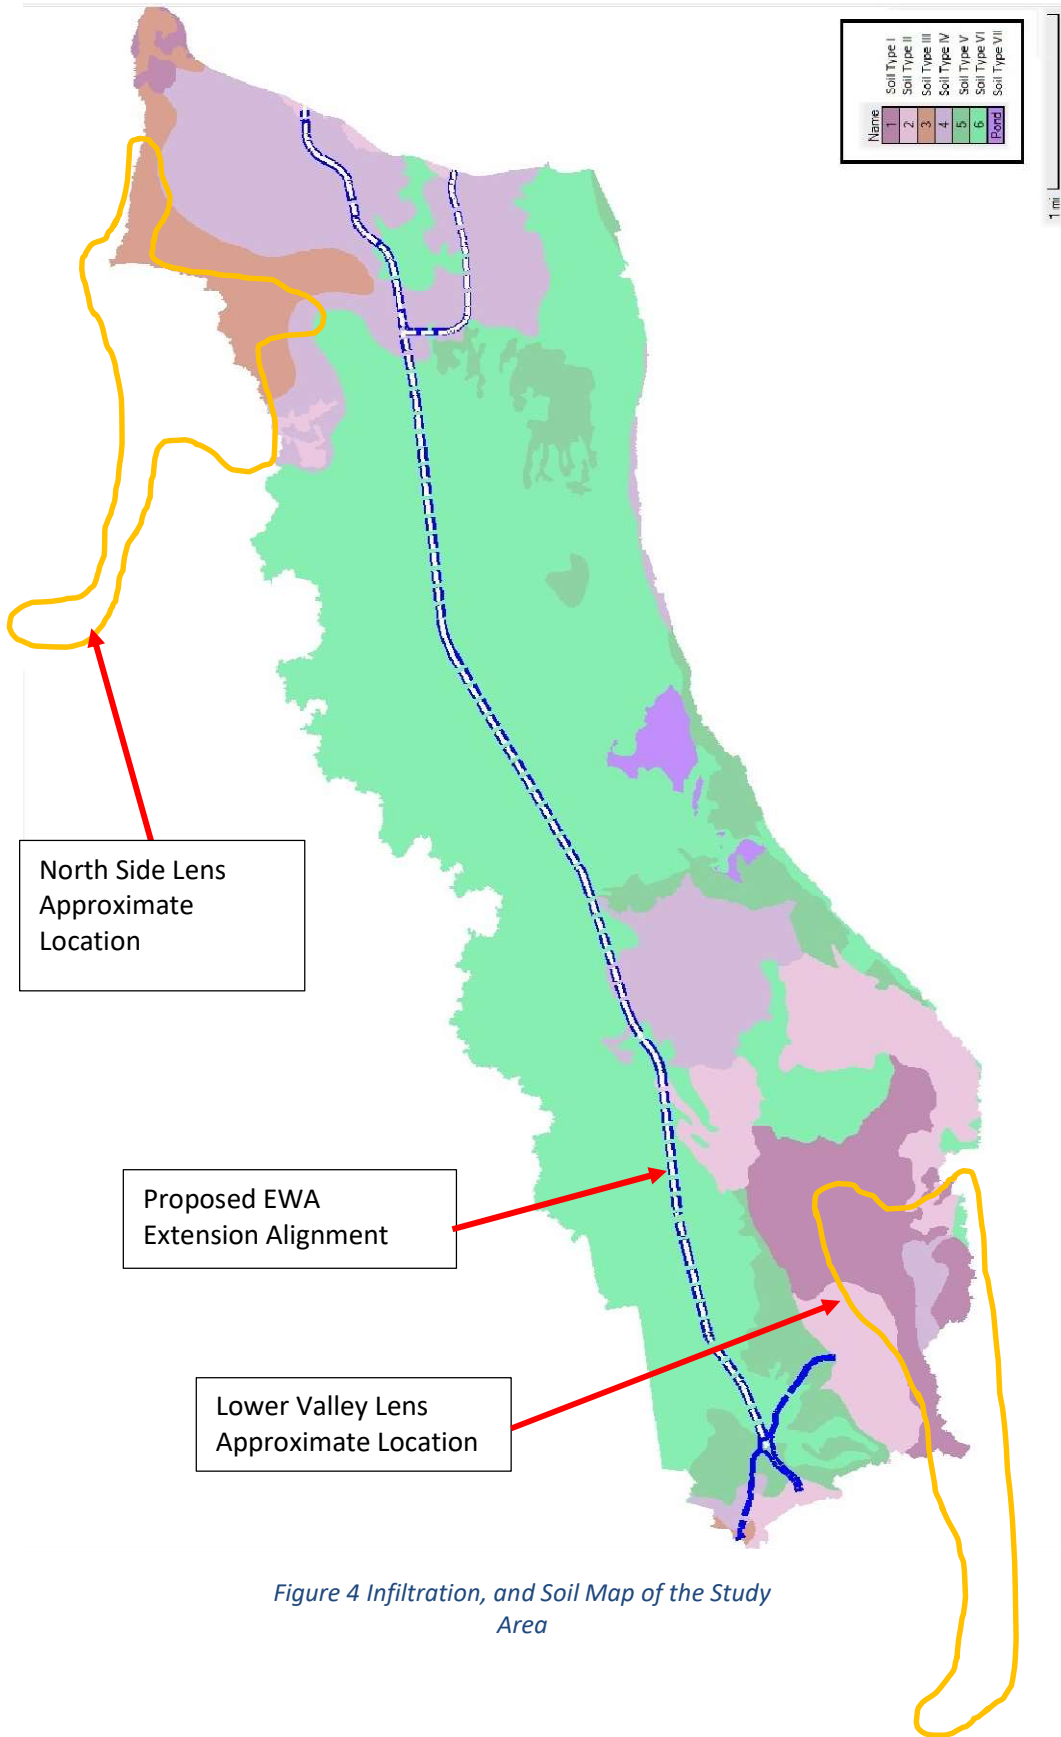 Name
1 Soil Type I
2 Soil Type II
3 Soil Type III
4 Soil Type IV
5 Soil Type V
6 Soil Type VI
Pond Soil Type VII
1 mi
North Side Lens
Approximate
Location
Proposed EWA
Extension Alignment
Lower Valley Lens
Approximate Location
Figure 4 Infiltration, and Soil Map of the Study
Area